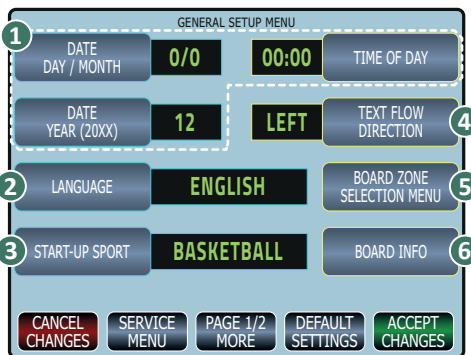 GENERAL SETUP MENU
1
DATE
DAY / MONTH
0/0
00:00
TIME OF DAY
DATE
YEAR (20XX)
12
LEFT
TEXT FLOW
DIRECTION
4
2
LANGUAGE
ENGLISH
BOARD ZONE
SELECTION MENU
5
3
START-UP SPORT
BASKETBALL
BOARD INFO
6
CANCEL
CHANGES
SERVICE
MENU
PAGE 1/2
MORE
DEFAULT
SETTINGS
ACCEPT
CHANGES